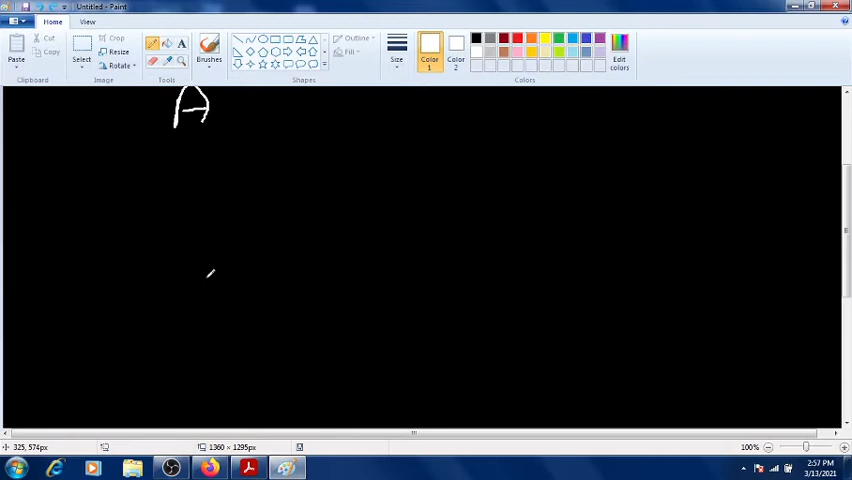 Untitled - Paint
Home View
Paste
Cut
Copy
Clipboard
Select
Crop
Resize
Rotate
Image
A
Tools
Brushes
Outline
Fill
Shapes
Size
Color 1
Color 2
Edit colors
Colors
A
325, 574px
1360 × 1295px
100%
2:57 PM
3/13/2021